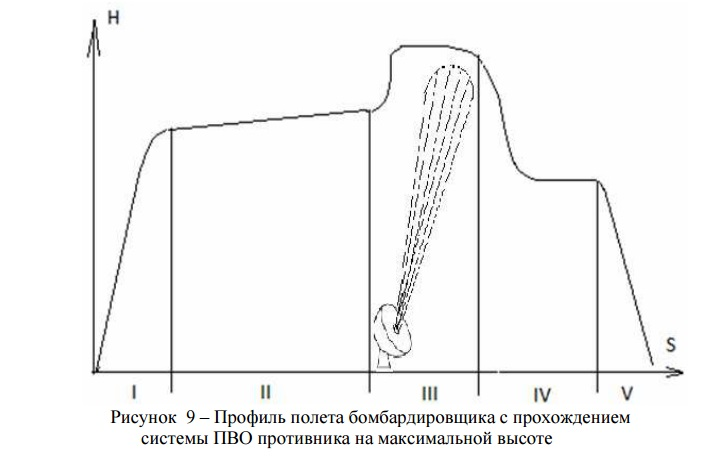 H
S
I II III IV V
Рисунок 9 – Профиль полета бомбардировщика с прохождением
системы ПВО противника на максимальной высоте